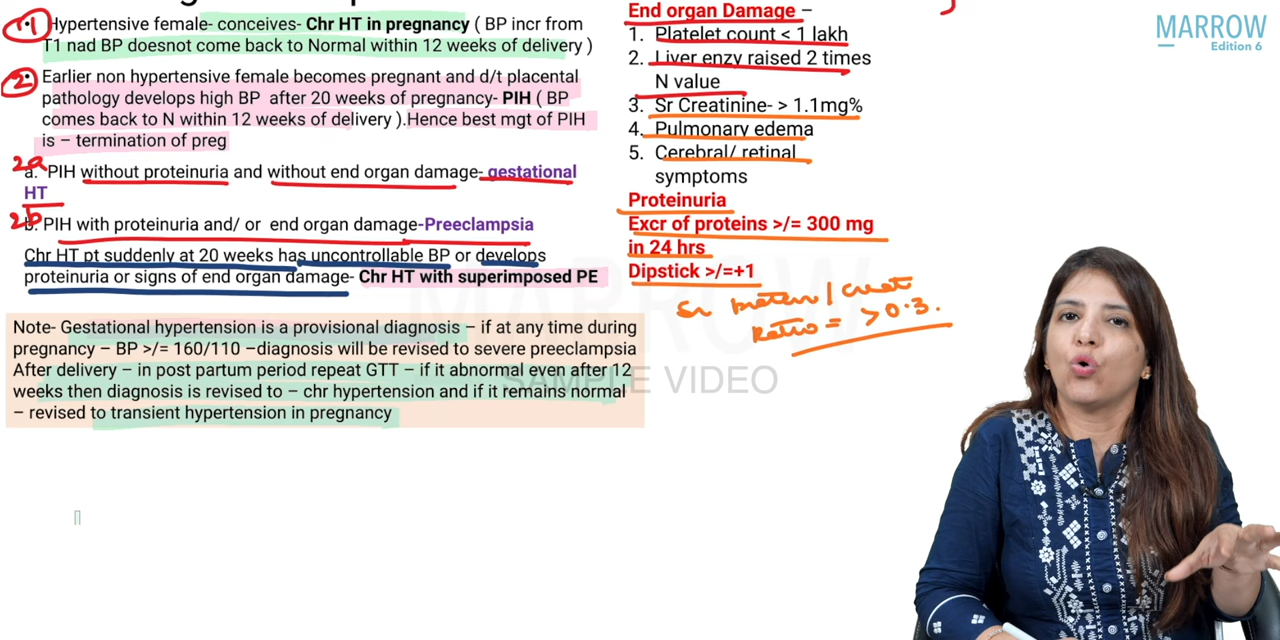 Hypertensive female- conceives- Chr HT in pregnancy ( BP incr from
T1 nad BP doesnot come back to Normal within 12 weeks of delivery )
Earlier non hypertensive female becomes pregnant and d/t placental
pathology develops high BP after 20 weeks of pregnancy- PIH ( BP
comes back to N within 12 weeks of delivery ).Hence best mgt of PIH
is – termination of preg
2a
a. PIH without proteinuria and without end organ damage- gestational
HT
2b
b. PIH with proteinuria and/ or end organ damage-Preeclampsia
Chr HT pt suddenly at 20 weeks has uncontrollable BP or develops
proteinuria or signs of end organ damage- Chr HT with superimposed PE
Note- Gestational hypertension is a provisional diagnosis – if at any time during
pregnancy – BP >/= 160/110 –diagnosis will be revised to severe preeclampsia
After delivery – in post partum period repeat GTT – if it abnormal even after 12
weeks then diagnosis is revised to – chr hypertension and if it remains normal
– revised to transient hypertension in pregnancy
End organ Damage –
1. Platelet count < 1 lakh
2. Liver enzy raised 2 times
N value
3. Sr Creatinine- > 1.1mg%
4. Pulmonary edema
5. Cerebral/ retinal
symptoms
Proteinuria
Excr of proteins >/= 300 mg
in 24 hrs
Dipstick >/=+1
Sr protein / Creat
Ratio = >0.3.
MARROW
Edition 6
MARROW
SAMPLE VIDEO